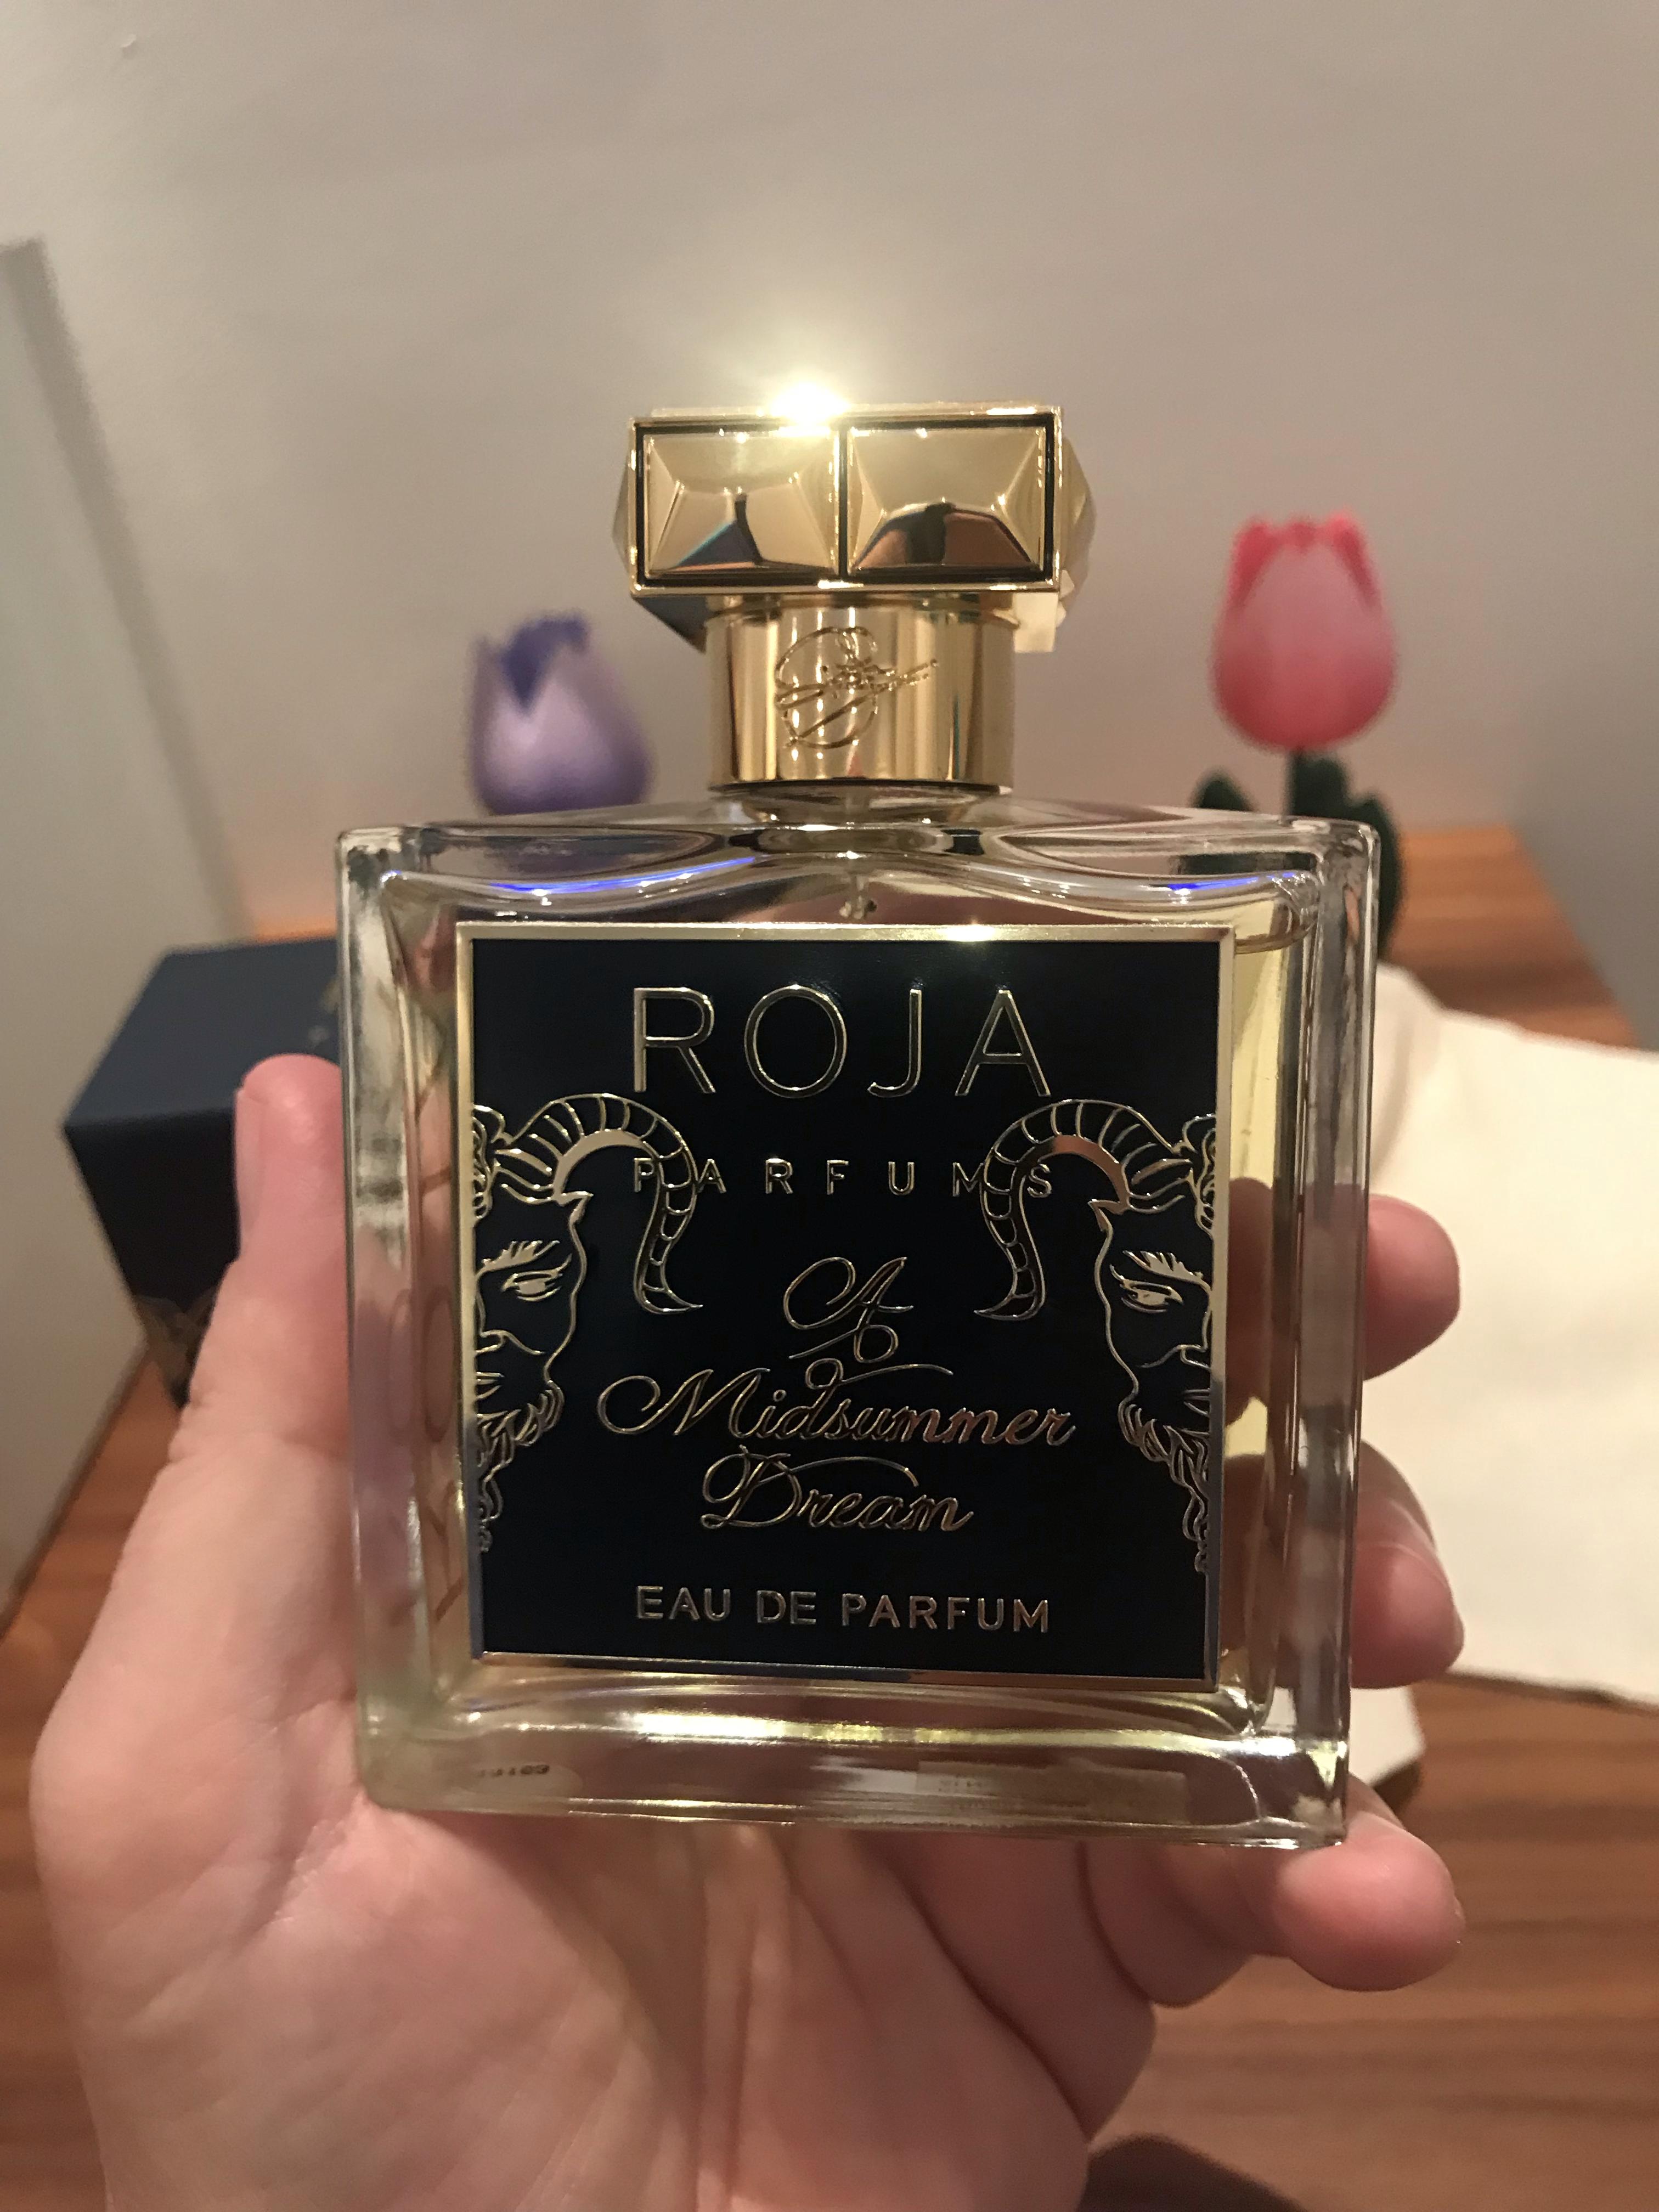 ROJA
PARFUMS
A
Midsummer
Dream
EAU DE PARFUM